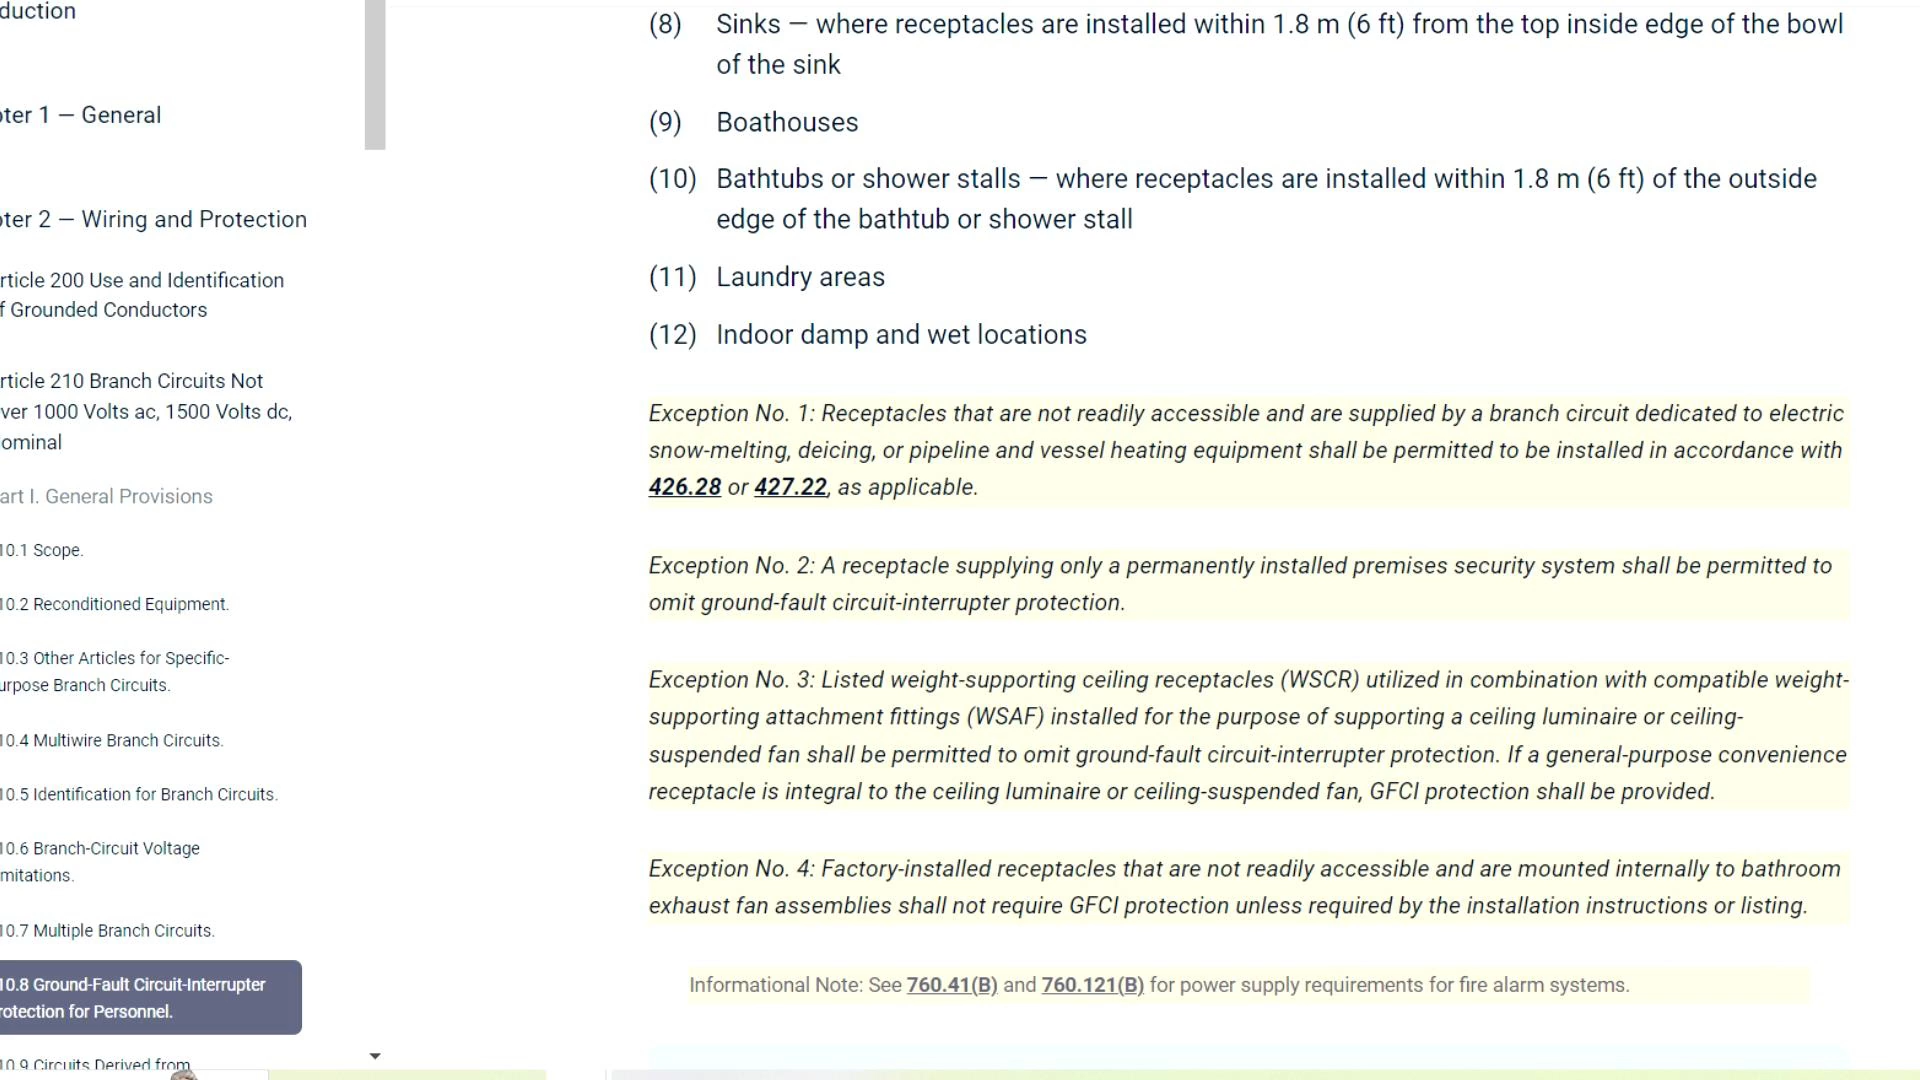 duction
pter 1 — General
pter 2 — Wiring and Protection
rticle 200 Use and Identification
f Grounded Conductors
rticle 210 Branch Circuits Not
ver 1000 Volts ac, 1500 Volts dc,
ominal
art I. General Provisions
10.1 Scope.
10.2 Reconditioned Equipment.
10.3 Other Articles for Specific-
urpose Branch Circuits.
10.4 Multiwire Branch Circuits.
10.5 Identification for Branch Circuits.
10.6 Branch-Circuit Voltage
mitations.
10.7 Multiple Branch Circuits.
10.8 Ground-Fault Circuit-Interrupter
rotection for Personnel.
10.9 Circuits Derived from
(8) Sinks — where receptacles are installed within 1.8 m (6 ft) from the top inside edge of the bowl
of the sink
(9) Boathouses
(10) Bathtubs or shower stalls — where receptacles are installed within 1.8 m (6 ft) of the outside
edge of the bathtub or shower stall
(11) Laundry areas
(12) Indoor damp and wet locations
Exception No. 1: Receptacles that are not readily accessible and are supplied by a branch circuit dedicated to electric
snow-melting, deicing, or pipeline and vessel heating equipment shall be permitted to be installed in accordance with
426.28 or 427.22, as applicable.
Exception No. 2: A receptacle supplying only a permanently installed premises security system shall be permitted to
omit ground-fault circuit-interrupter protection.
Exception No. 3: Listed weight-supporting ceiling receptacles (WSCR) utilized in combination with compatible weight-
supporting attachment fittings (WSAF) installed for the purpose of supporting a ceiling luminaire or ceiling-
suspended fan shall be permitted to omit ground-fault circuit-interrupter protection. If a general-purpose convenience
receptacle is integral to the ceiling luminaire or ceiling-suspended fan, GFCI protection shall be provided.
Exception No. 4: Factory-installed receptacles that are not readily accessible and are mounted internally to bathroom
exhaust fan assemblies shall not require GFCI protection unless required by the installation instructions or listing.
Informational Note: See 760.41(B) and 760.121(B) for power supply requirements for fire alarm systems.